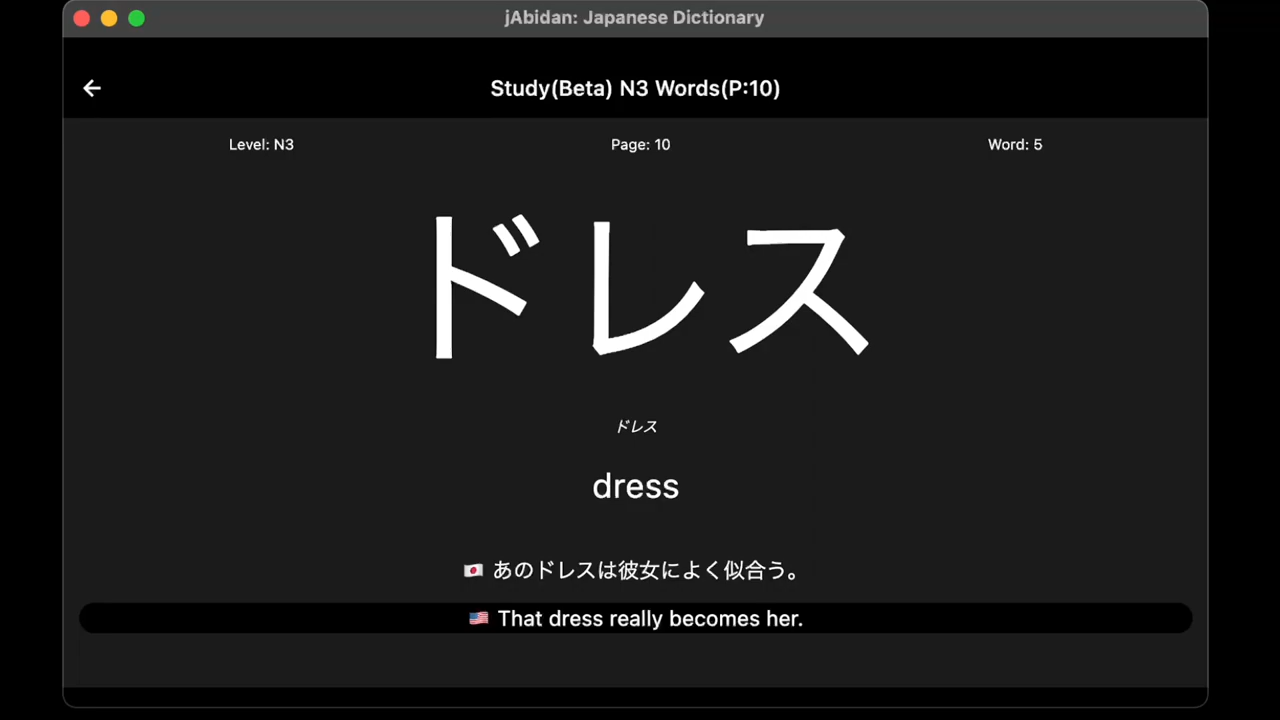 jAbidan: Japanese Dictionary
Study(Beta) N3 Words(P:10)
Level: N3
Page: 10
Word: 5
ドレス
ドレス
dress
🇯🇵 あのドレスは彼女によく似合う。
🇺🇸 That dress really becomes her.